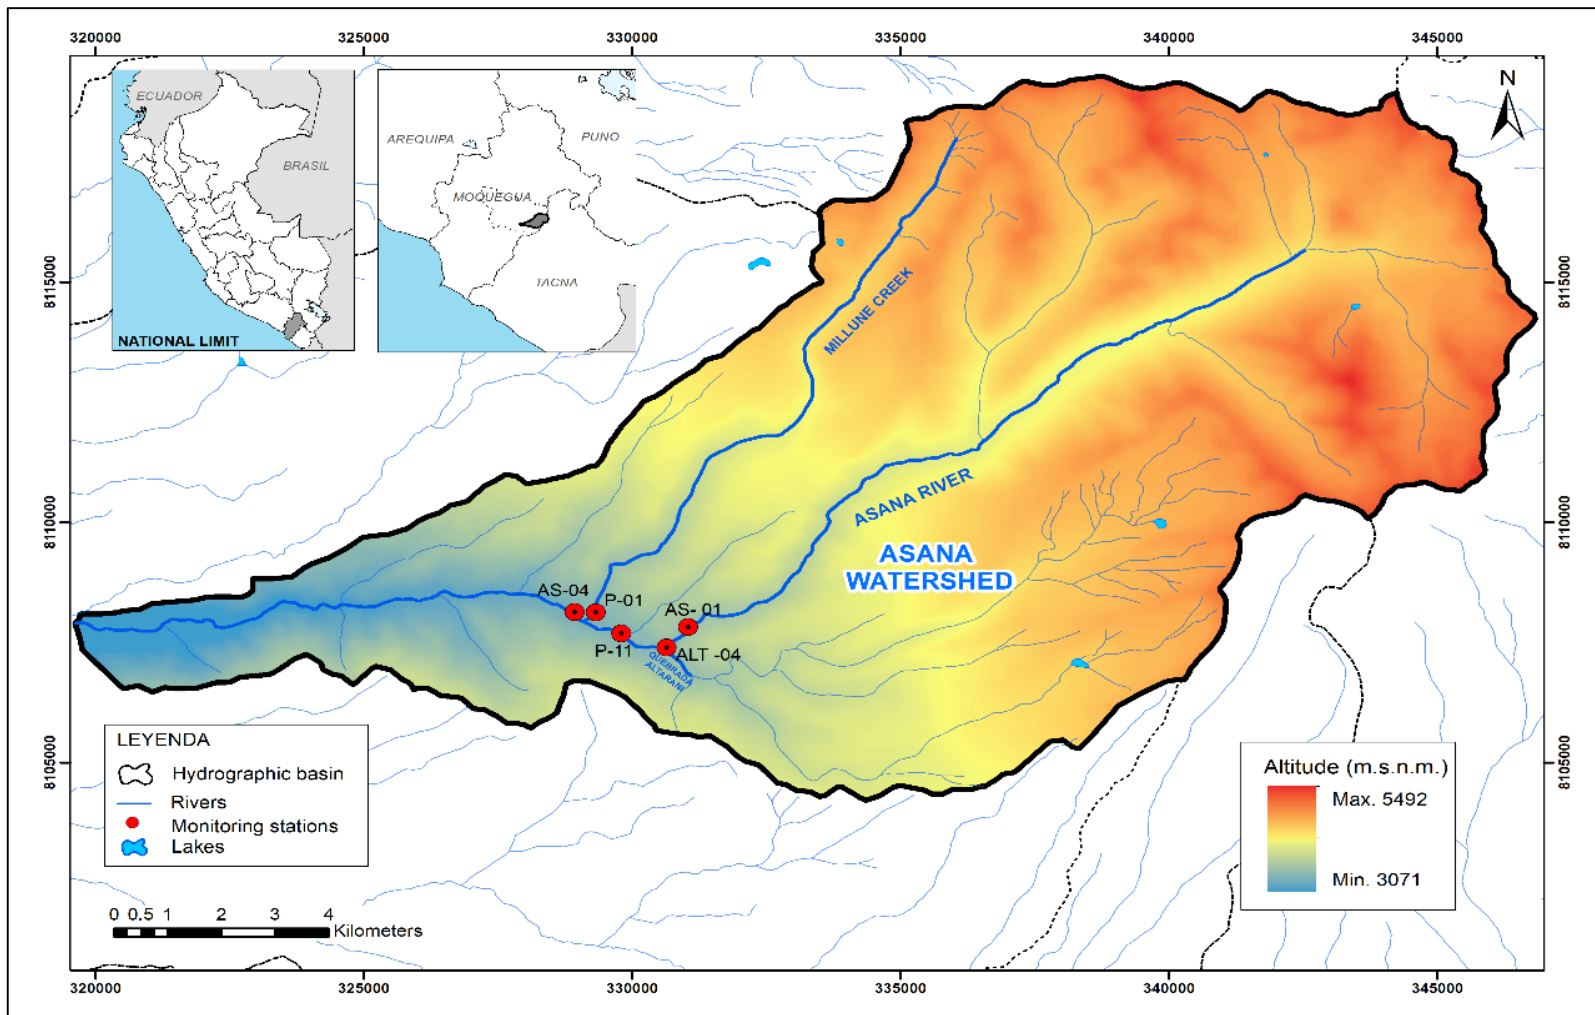 320000
325000
330000
335000
340000
345000
N
ECUADOR
BRASIL
NATIONAL LIMIT
AREQUIPA
PUNO
MOQUEGUA
TACNA
8115000
8115000
MILLUNE CREEK
ASANA RIVER
8110000
8110000
ASANA
WATERSHED
AS-04
P-01
AS- 01
P-11
ALT -04
QUEBRADA
ALTARANI
8105000
8105000
LEYENDA
Hydrographic basin
Rivers
Monitoring stations
Lakes
Altitude (m.s.n.m.)
Max. 5492
Min. 3071
0 0.5 1 2 3 4
Kilometers
320000
325000
330000
335000
340000
345000